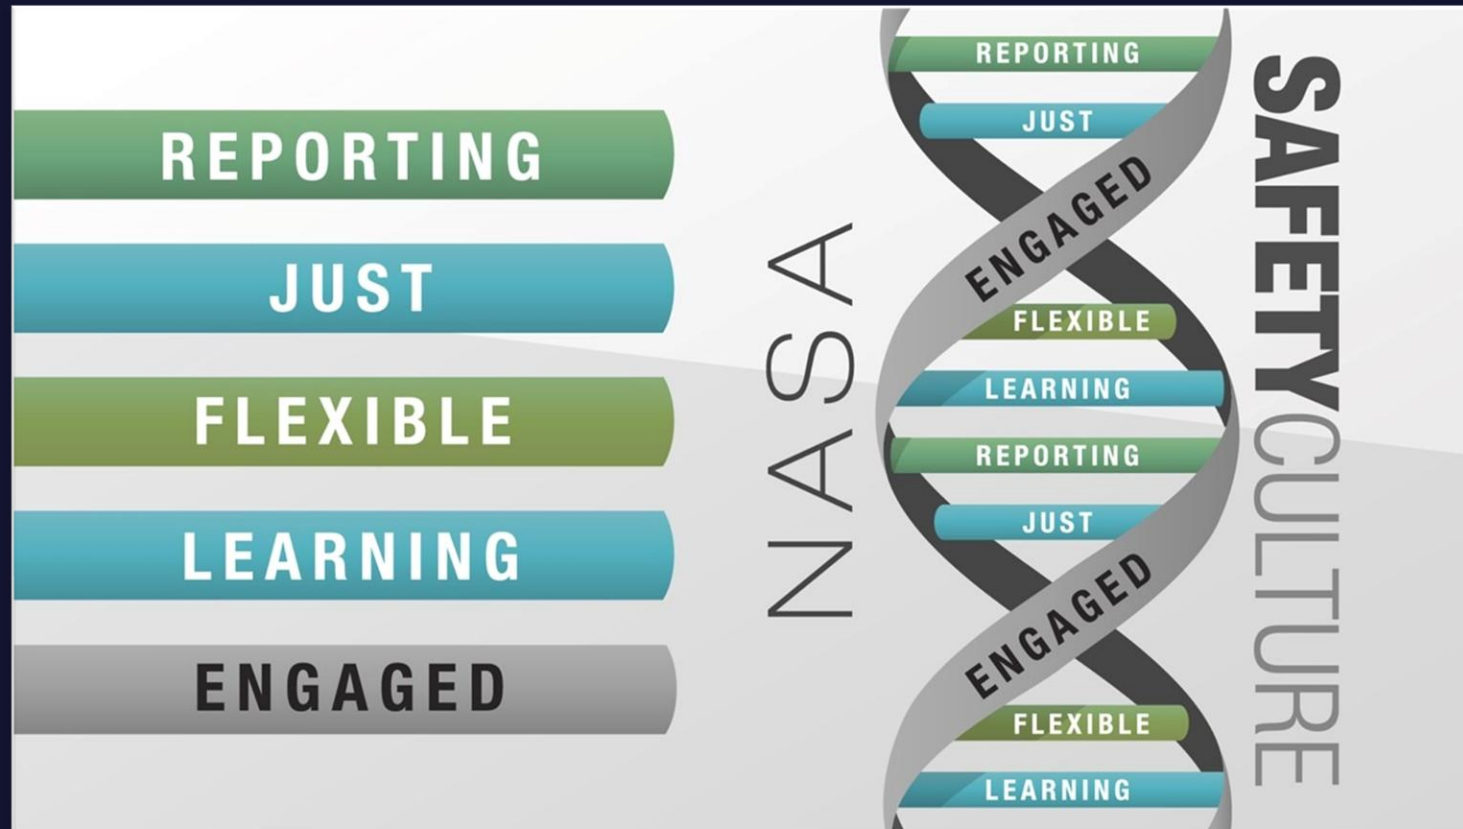 REPORTING
JUST
FLEXIBLE
LEARNING
ENGAGED
NASA
REPORTING
JUST
ENGAGED
FLEXIBLE
LEARNING
REPORTING
JUST
ENGAGED
FLEXIBLE
LEARNING
SAFETYCULTURE